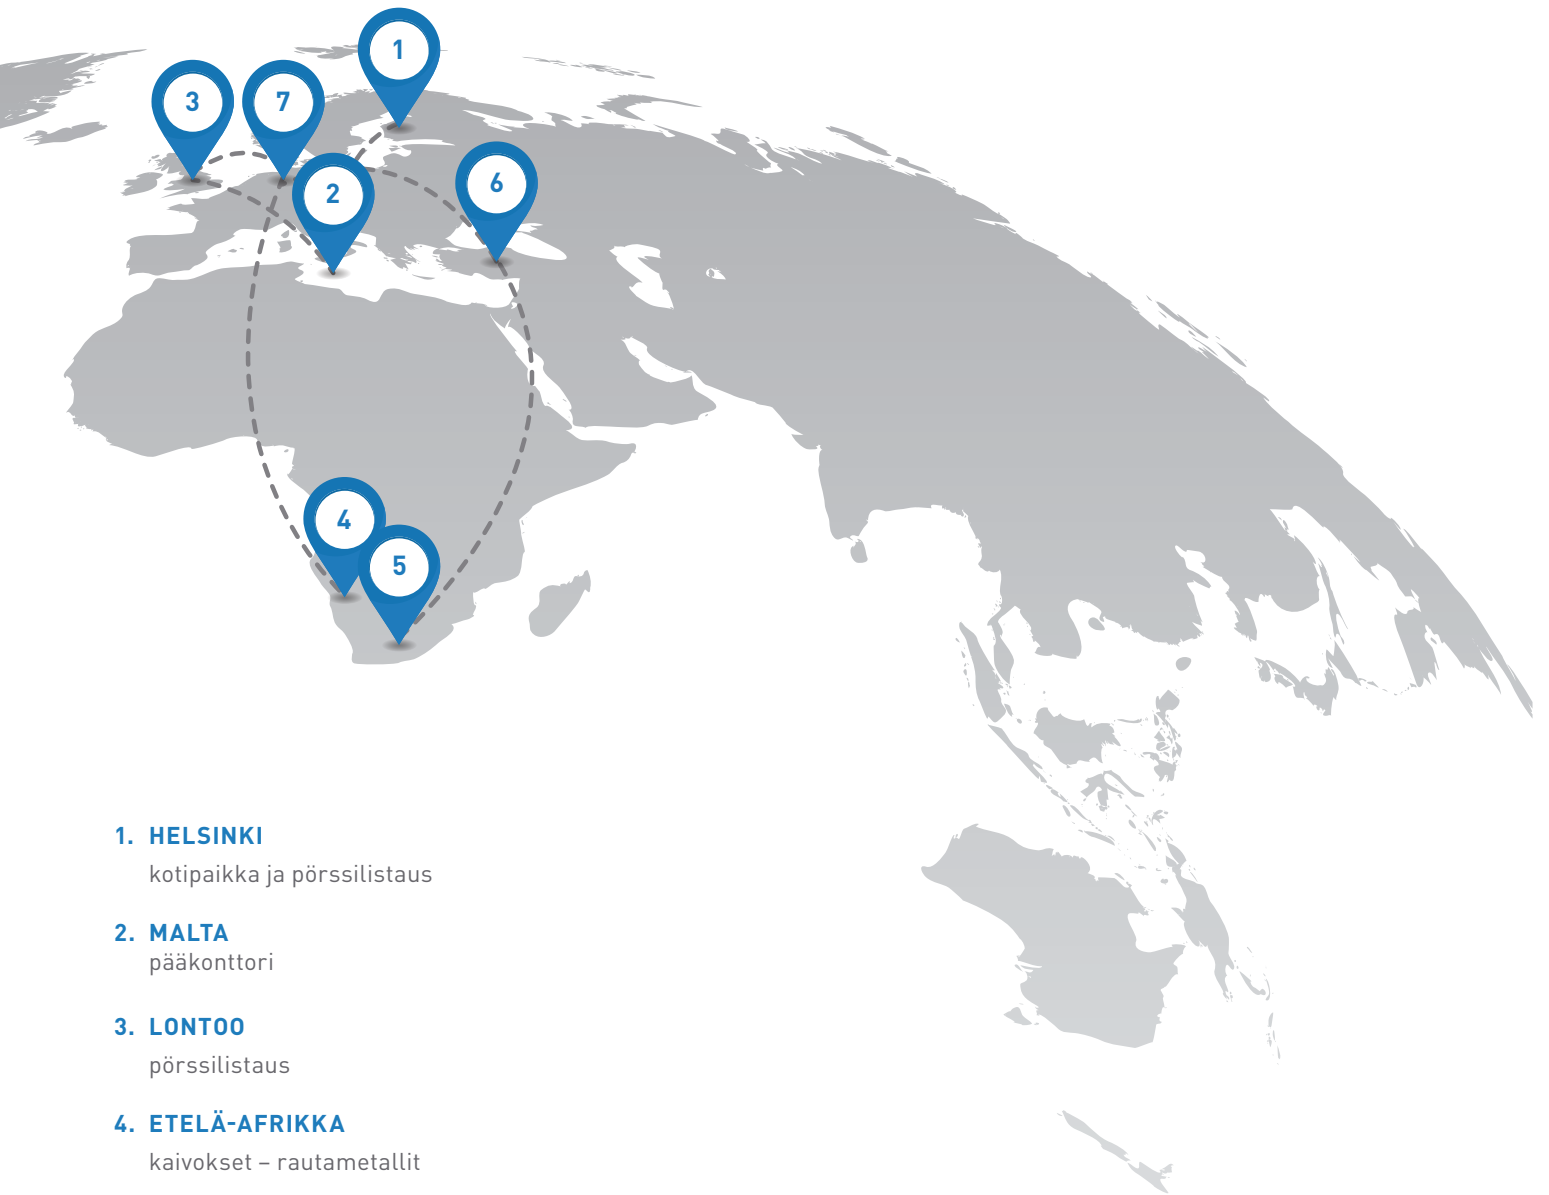 1
3
7
6
2
4
5
1. HELSINKI
kotipaikka ja pörssilistaus
2. MALTA
pääkonttori
3. LONTOO
pörssilistaus
4. ETELÄ-AFRIKKA
kaivokset – rautametallit